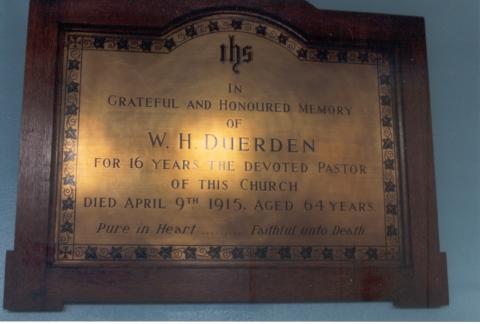 ihs
IN
GRATEFUL AND HONOURED MEMORY
OF
W. H. DUERDEN
FOR 16 YEARS THE DEVOTED PASTOR
OF THIS CHURCH
DIED APRIL 9TH 1915. AGED 64 YEARS
Pure in Heart ......... Faithful unto Death